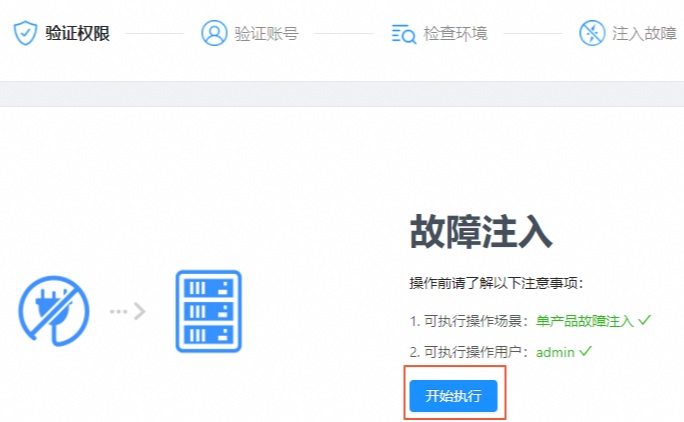 验证权限 验证账号 检查环境 注入故障
故障注入
操作前请了解以下注意事项：
1. 可执行操作场景：单产品故障注入
2. 可执行操作用户：admin
开始执行